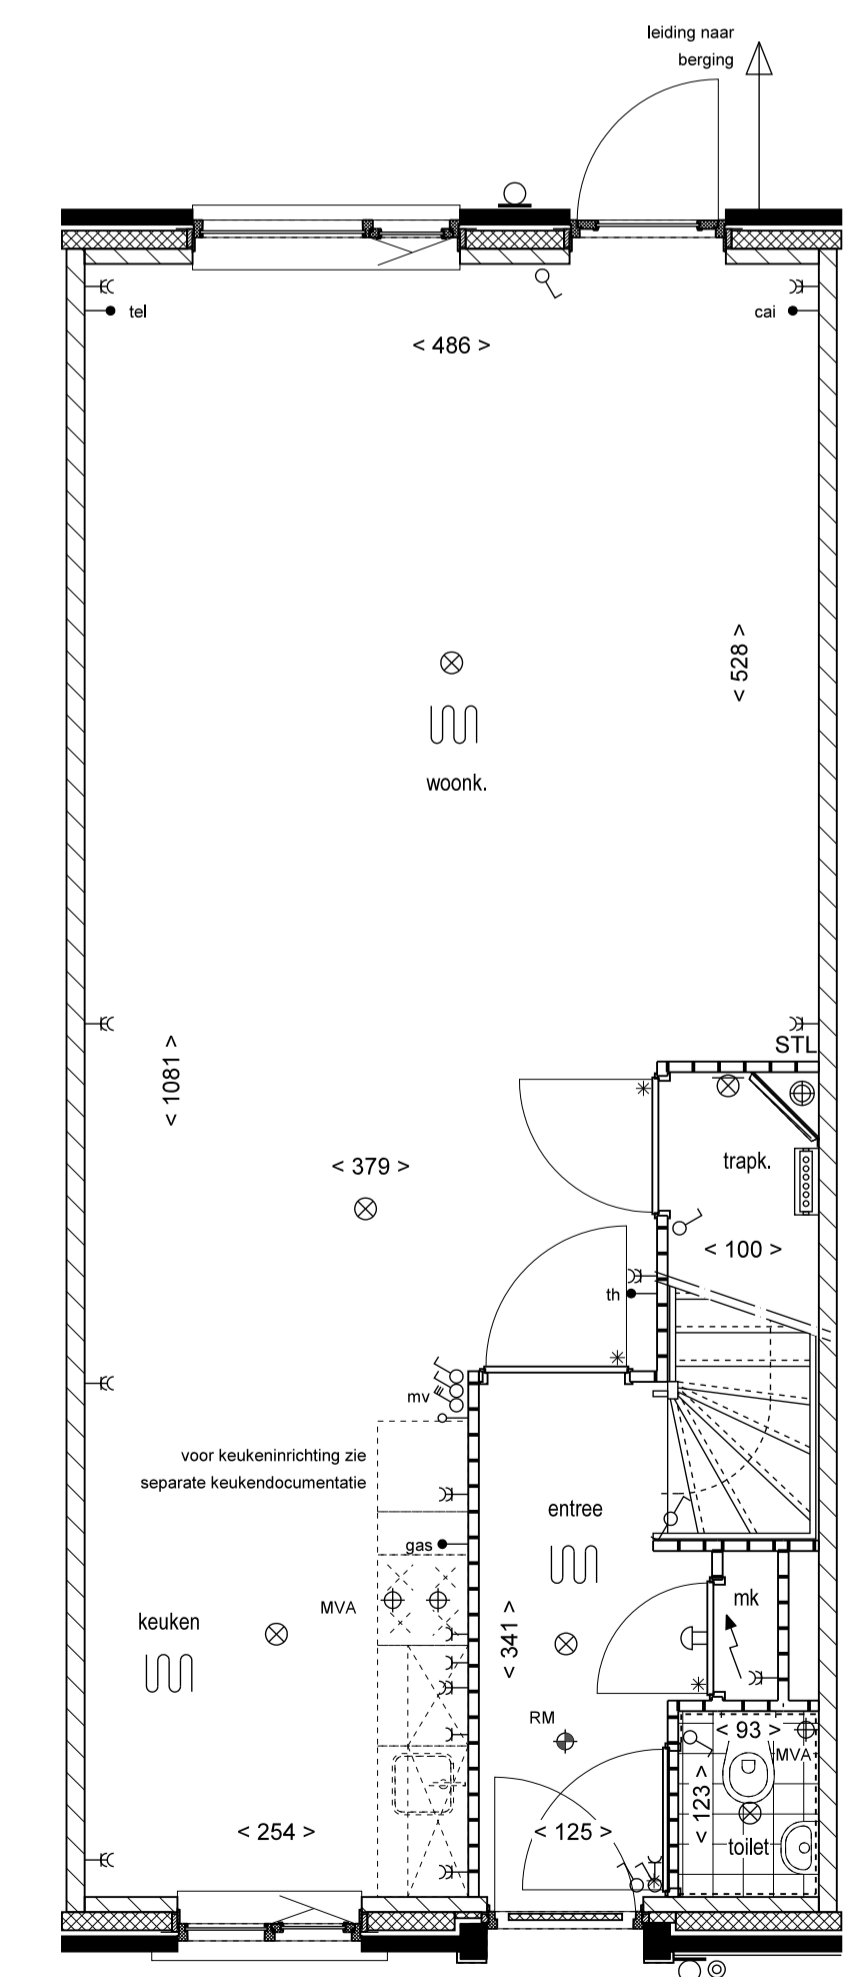 leiding naar
berging
tel
cai
< 486 >
< 528 >
woonk.
STL
< 1081 >
trapk.
< 379 >
< 100 >
th
mv
voor keukeninrichting zie
separate keukendocumentatie
entree
gas
mk
MVA
keuken
< 341 >
RM
< 93 >
MVA
< 123 >
< 254 >
< 125 >
toilet